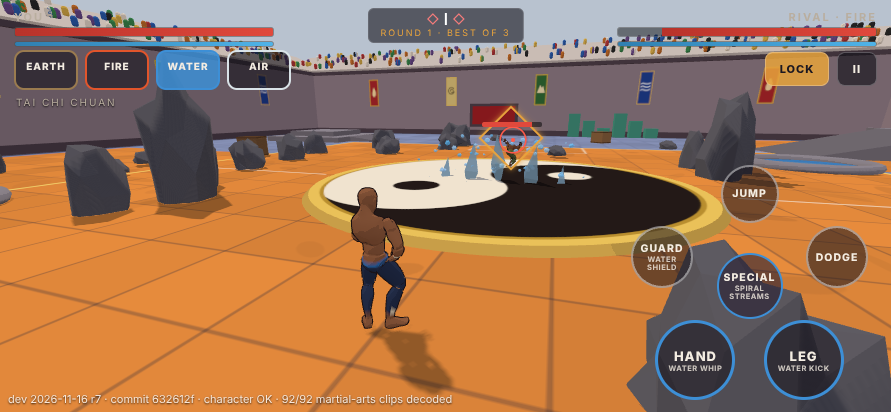 RIVAL · FIRE
ROUND 1 · BEST OF 3
EARTH
FIRE
WATER
AIR
LOCK
TAI CHI CHUAN
JUMP
GUARD
WATER
SHIELD
DODGE
SPECIAL
SPIRAL
STREAMS
HAND
WATER WHIP
LEG
WATER KICK
dev 2026-11-16 r7 · commit 632612f · character OK · 92/92 martial-arts clips decoded